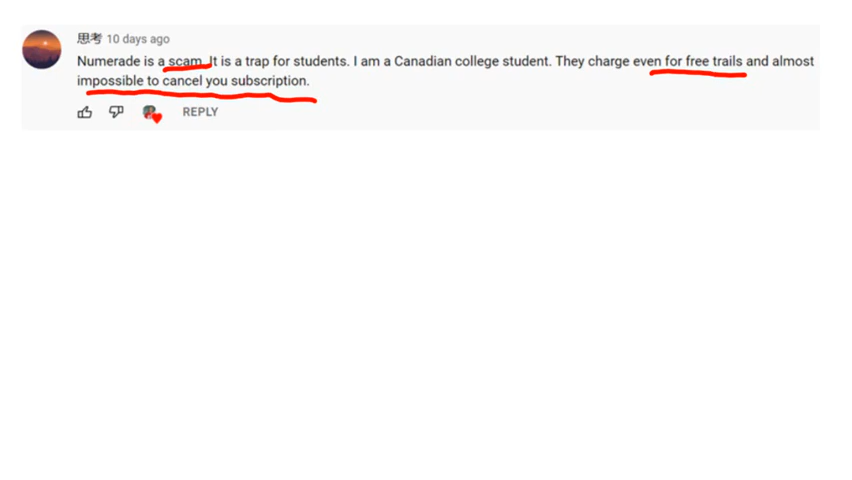 思考 10 days ago
Numerade is a scam. It is a trap for students. I am a Canadian college student. They charge even for free trails and almost
impossible to cancel you subscription.
REPLY